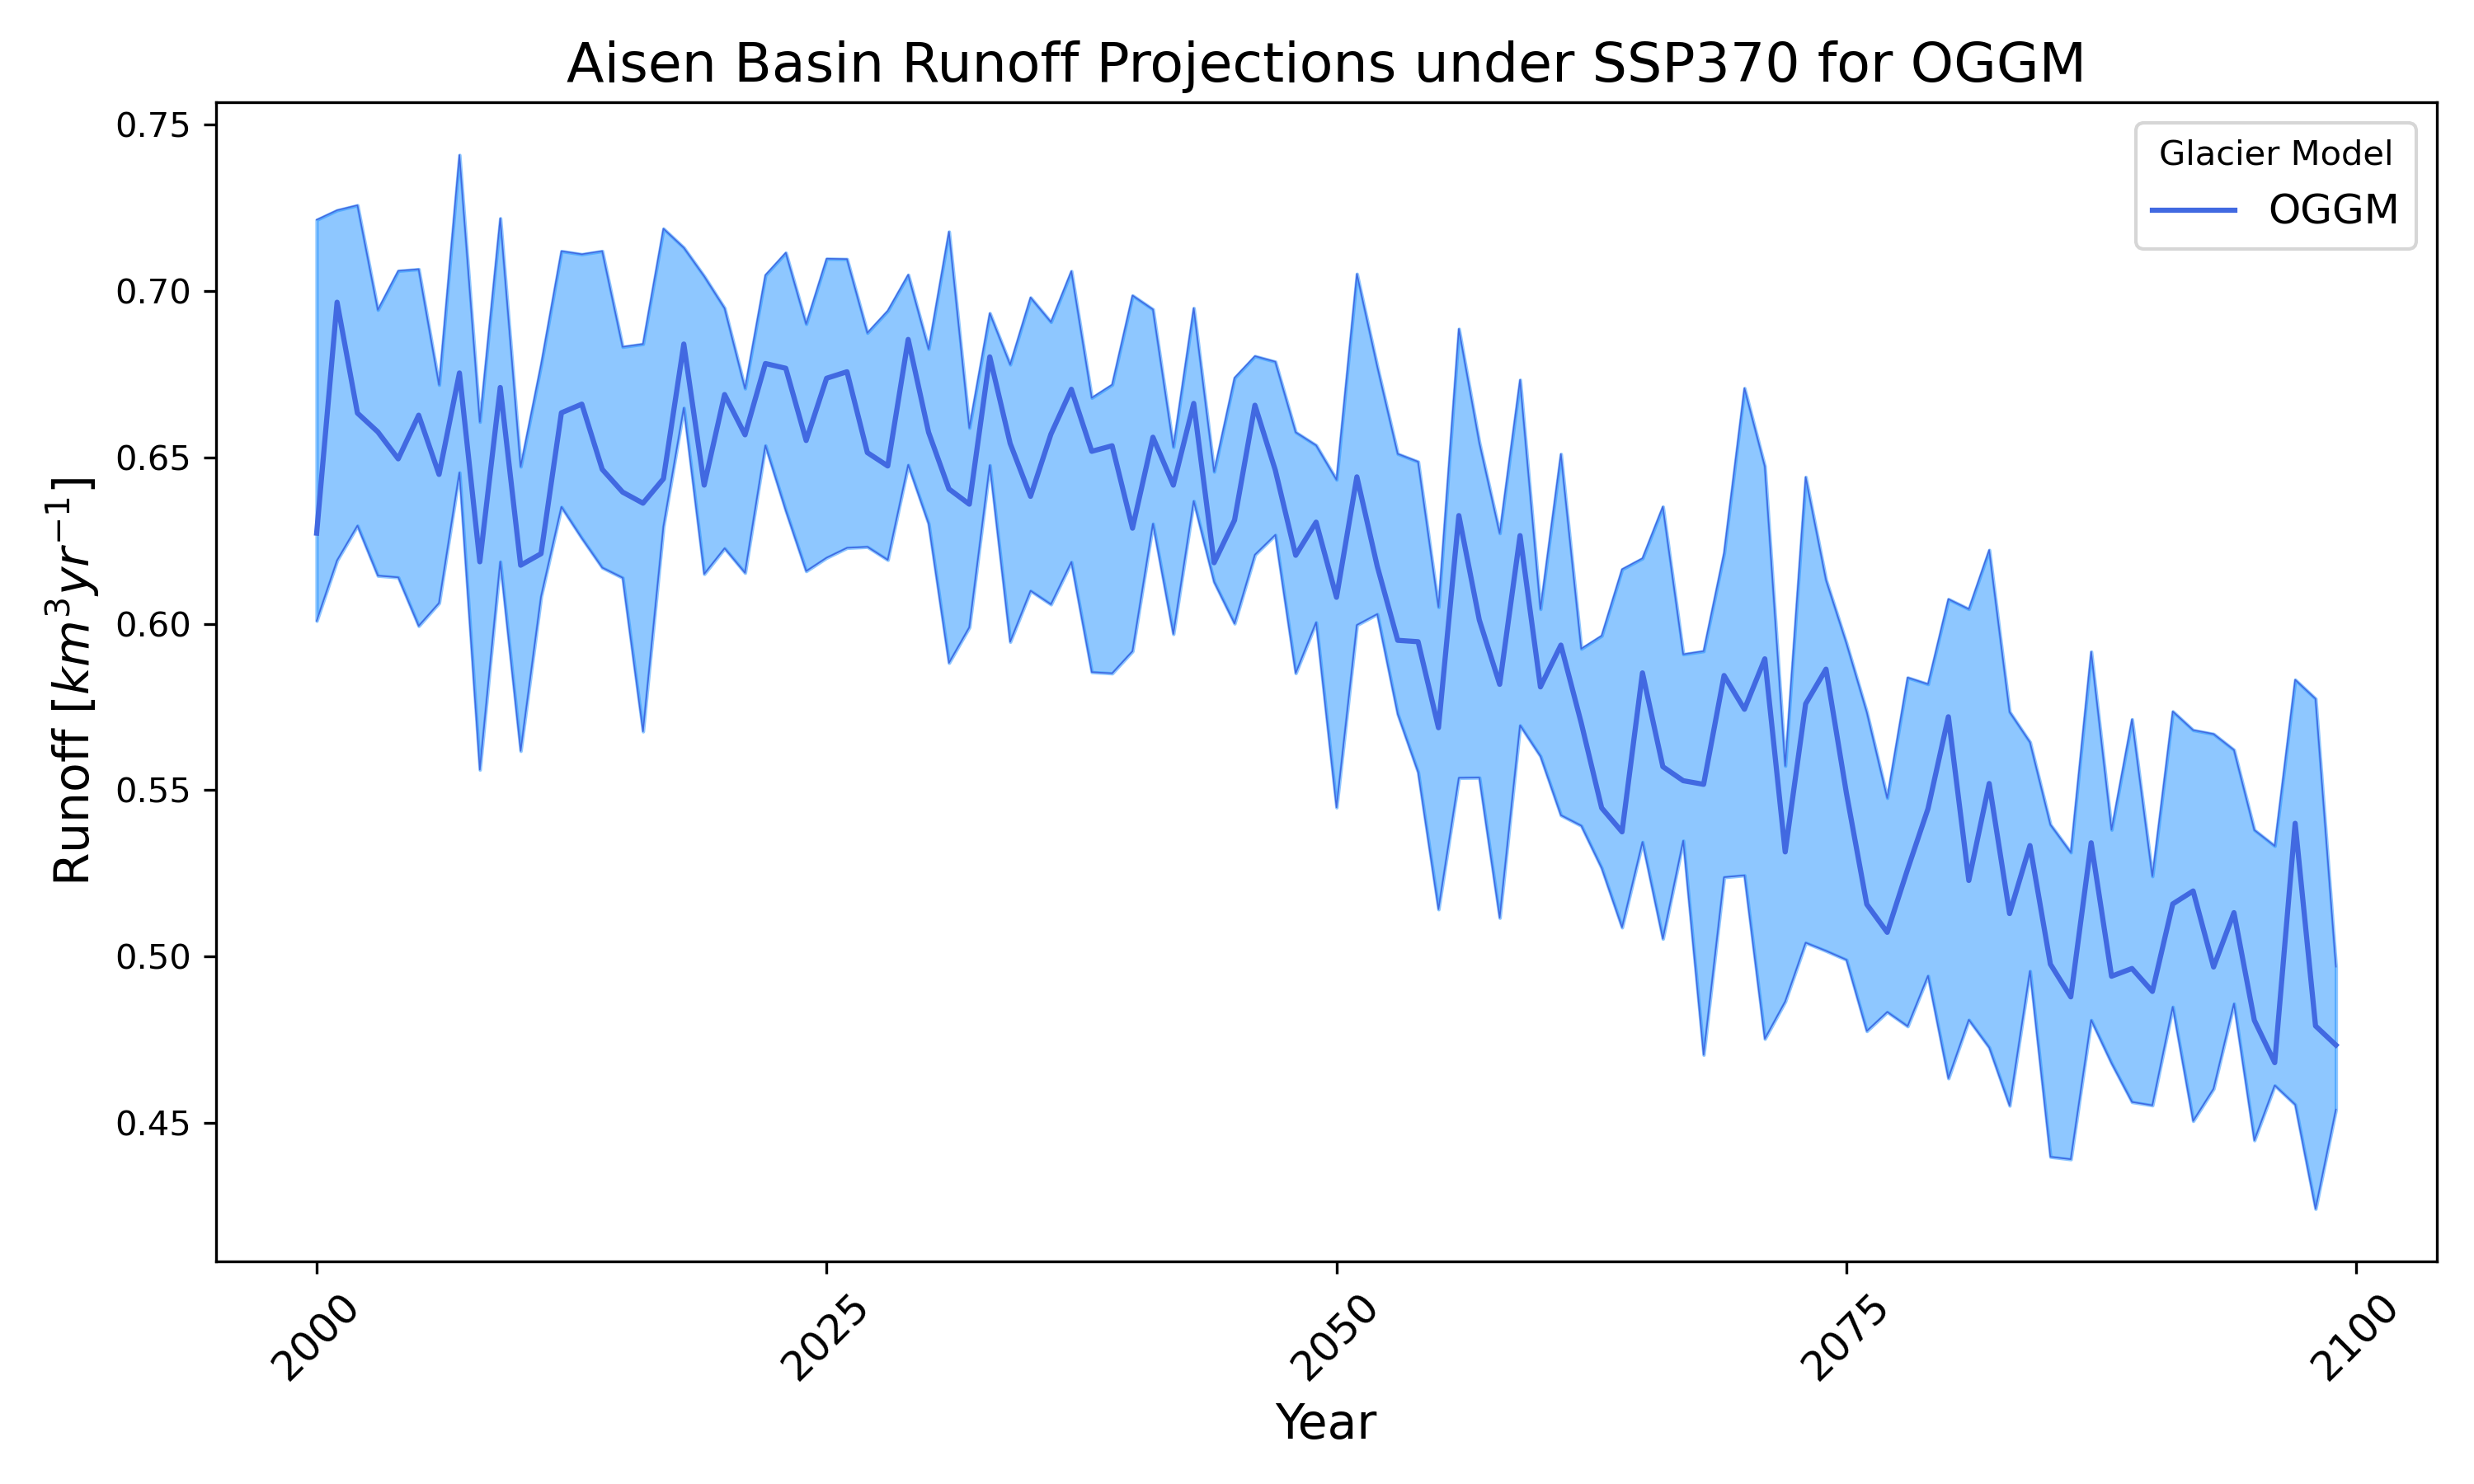 Aisen Basin Runoff Projections under SSP370 for OGGM
Glacier Model
OGGM
Runoff [km³yr⁻¹]
0.75
0.70
0.65
0.60
0.55
0.50
0.45
2000
2025
2050
2075
2100
Year